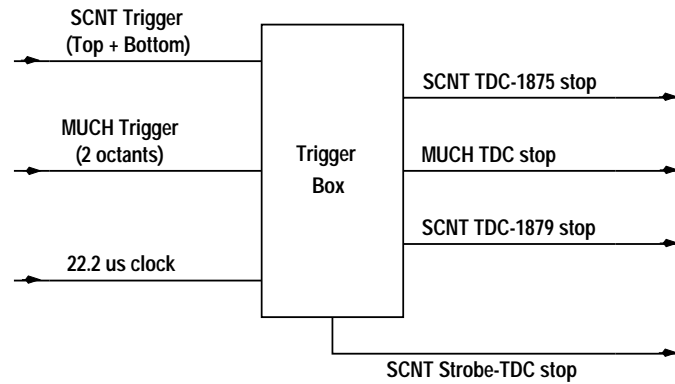 SCNT Trigger
(Top + Bottom)
MUCH Trigger
(2 octants)
22.2 us clock
Trigger
Box
SCNT TDC-1875 stop
MUCH TDC stop
SCNT TDC-1879 stop
SCNT Strobe-TDC stop